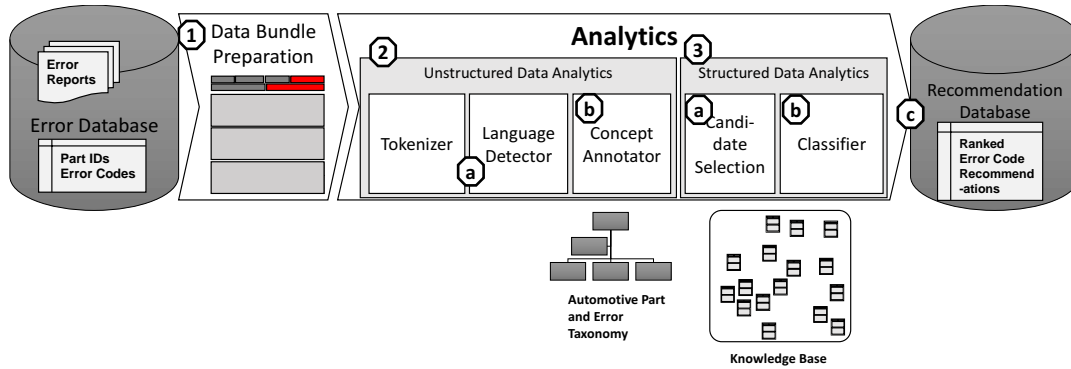 Error
Reports
Error Database
Part IDs
Error Codes
1
Data Bundle
Preparation
Analytics
2
Unstructured Data Analytics
Tokenizer
a
Language
Detector
b
Concept
Annotator
3
Structured Data Analytics
a
Candi-
date
Selection
b
Classifier
c
Recommendation
Database
Ranked
Error Code
Recommend
-ations
Automotive Part
and Error
Taxonomy
Knowledge Base